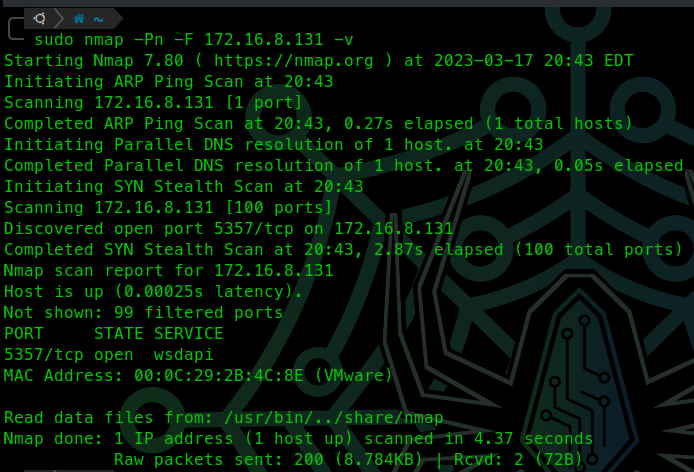 ~
sudo nmap -Pn -F 172.16.8.131 -v
Starting Nmap 7.80 ( https://nmap.org ) at 2023-03-17 20:43 EDT
Initiating ARP Ping Scan at 20:43
Scanning 172.16.8.131 [1 port]
Completed ARP Ping Scan at 20:43, 0.27s elapsed (1 total hosts)
Initiating Parallel DNS resolution of 1 host. at 20:43
Completed Parallel DNS resolution of 1 host. at 20:43, 0.05s elapsed
Initiating SYN Stealth Scan at 20:43
Scanning 172.16.8.131 [100 ports]
Discovered open port 5357/tcp on 172.16.8.131
Completed SYN Stealth Scan at 20:43, 2.87s elapsed (100 total ports)
Nmap scan report for 172.16.8.131
Host is up (0.00025s latency).
Not shown: 99 filtered ports
PORT     STATE SERVICE
5357/tcp open  wsdapi
MAC Address: 00:0C:29:2B:4C:8E (VMware)
Read data files from: /usr/bin/../share/nmap
Nmap done: 1 IP address (1 host up) scanned in 4.37 seconds
Raw packets sent: 200 (8.784KB) | Rcvd: 2 (72B)